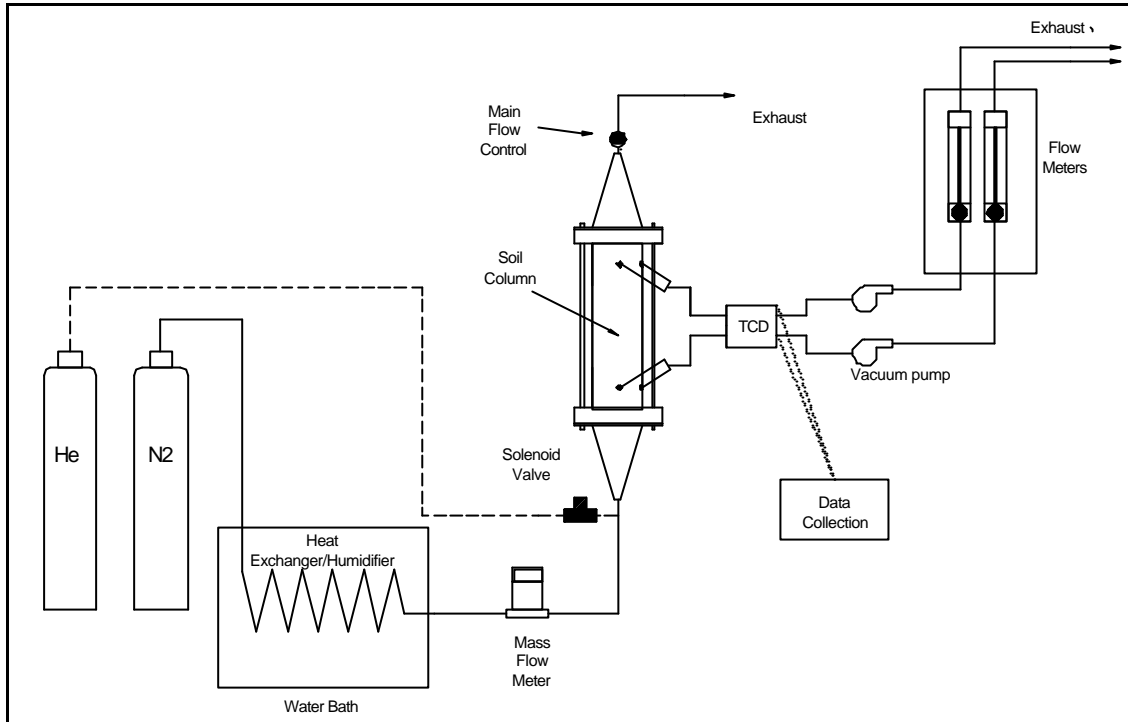 Exhaust
Main
Flow
Control
Exhaust
Flow
Meters
Soil
Column
TCD
Vacuum pump
He
N2
Solenoid
Valve
Data
Collection
Heat
Exchanger/Humidifier
Mass
Flow
Meter
Water Bath